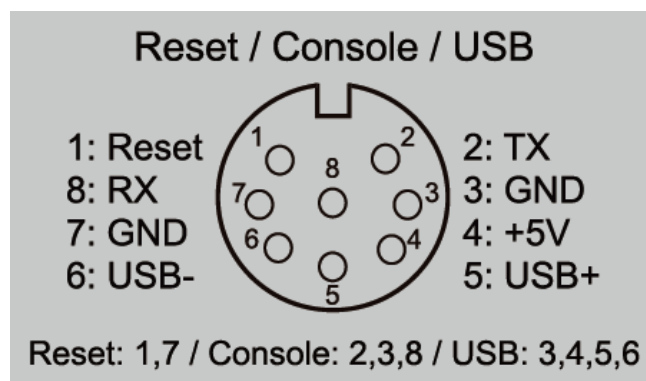 Reset / Console / USB
1: Reset
8: RX
7: GND
6: USB-
1
2
8
7
3
6
4
5
2: TX
3: GND
4: +5V
5: USB+
Reset: 1,7 / Console: 2,3,8 / USB: 3,4,5,6